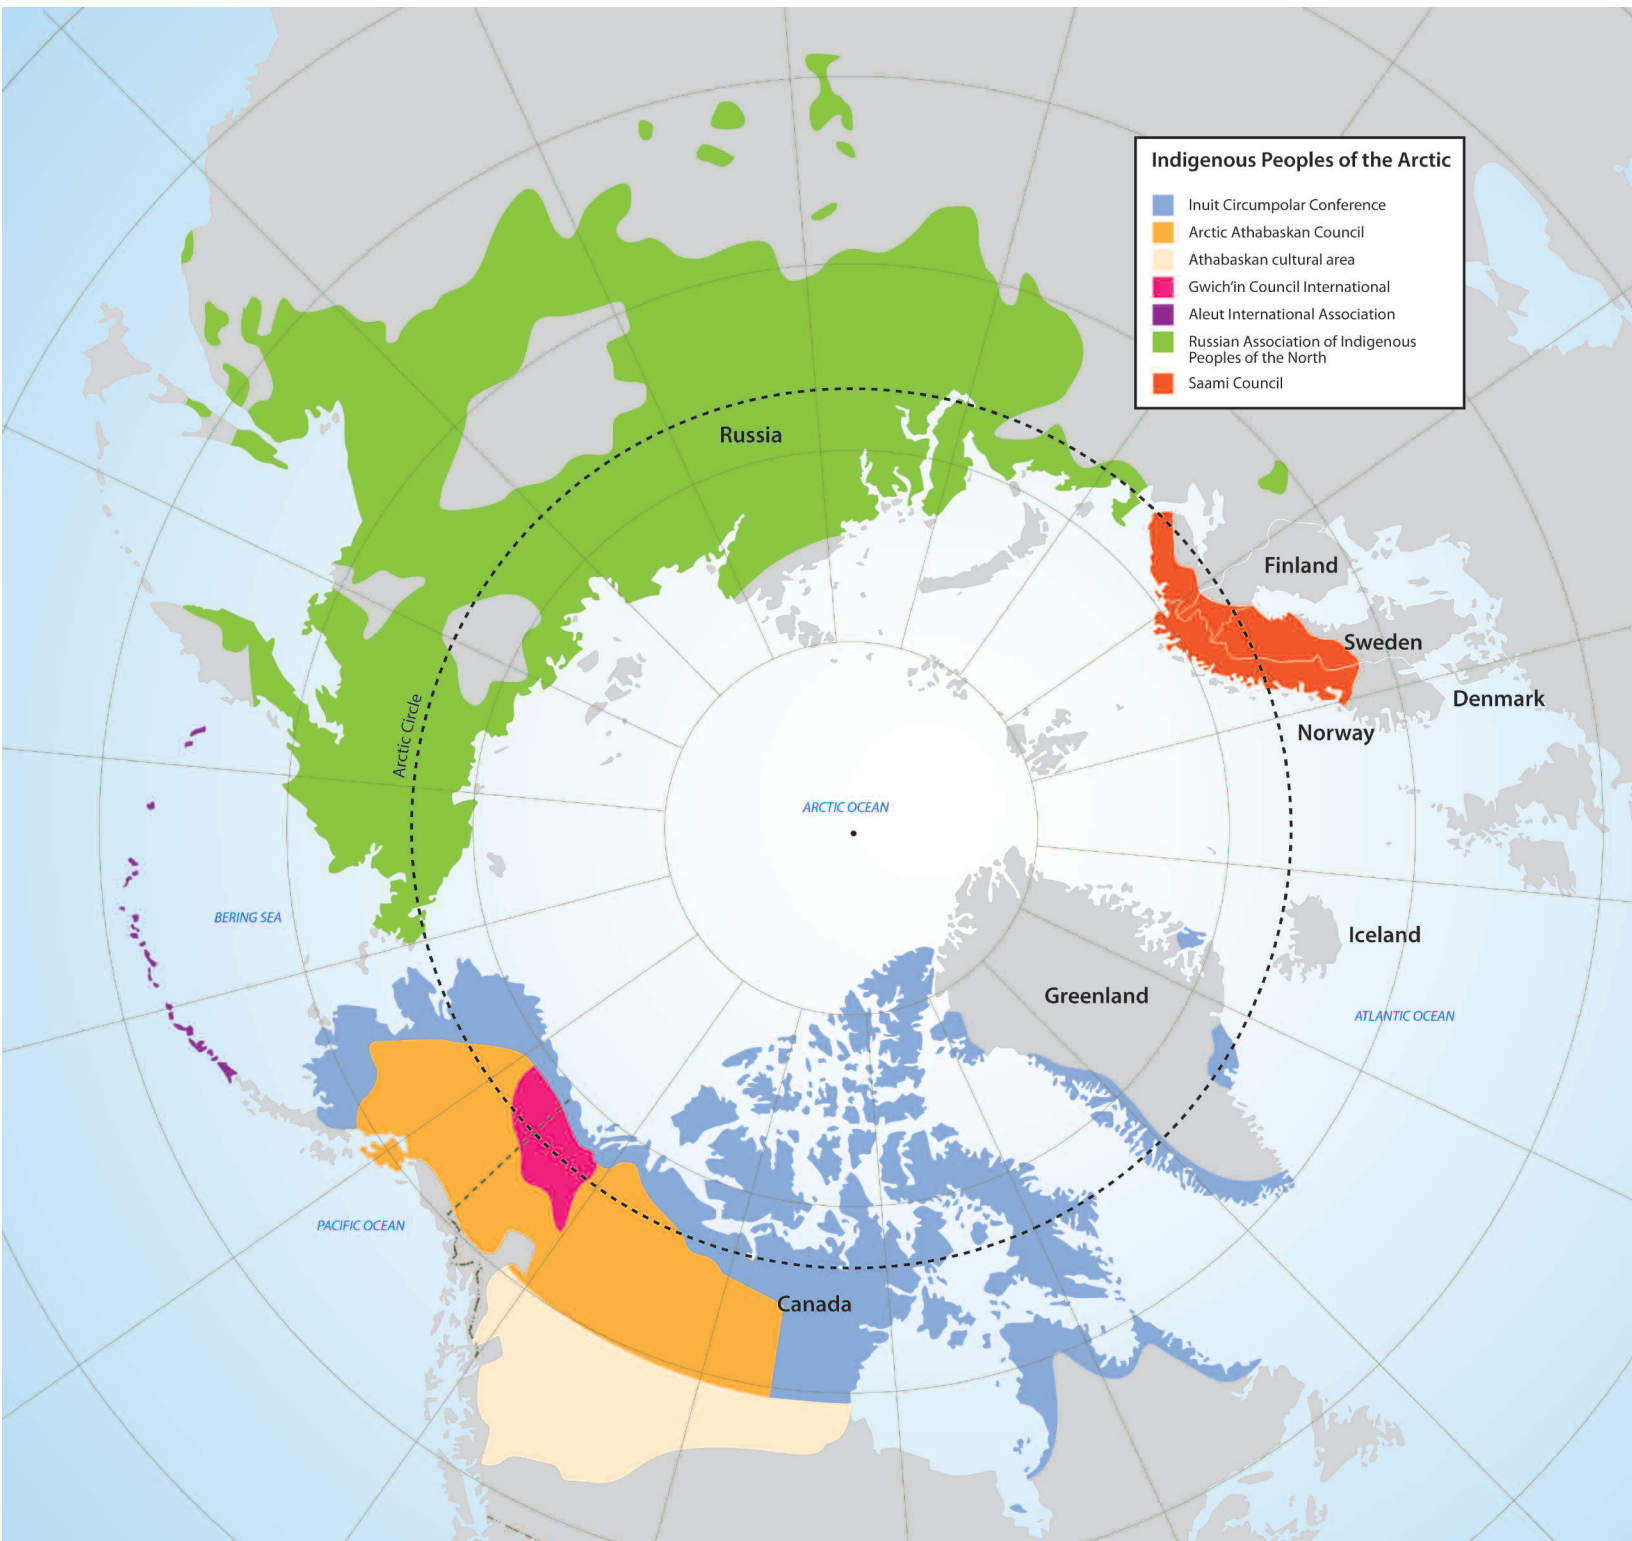 Indigenous Peoples of the Arctic
Inuit Circumpolar Conference
Arctic Athabaskan Council
Athabaskan cultural area
Gwich'in Council International
Aleut International Association
Russian Association of Indigenous
Peoples of the North
Saami Council
Russia
Finland
Sweden
Denmark
Norway
Arctic Circle
ARCTIC OCEAN
BERING SEA
Iceland
Greenland
ATLANTIC OCEAN
PACIFIC OCEAN
Canada